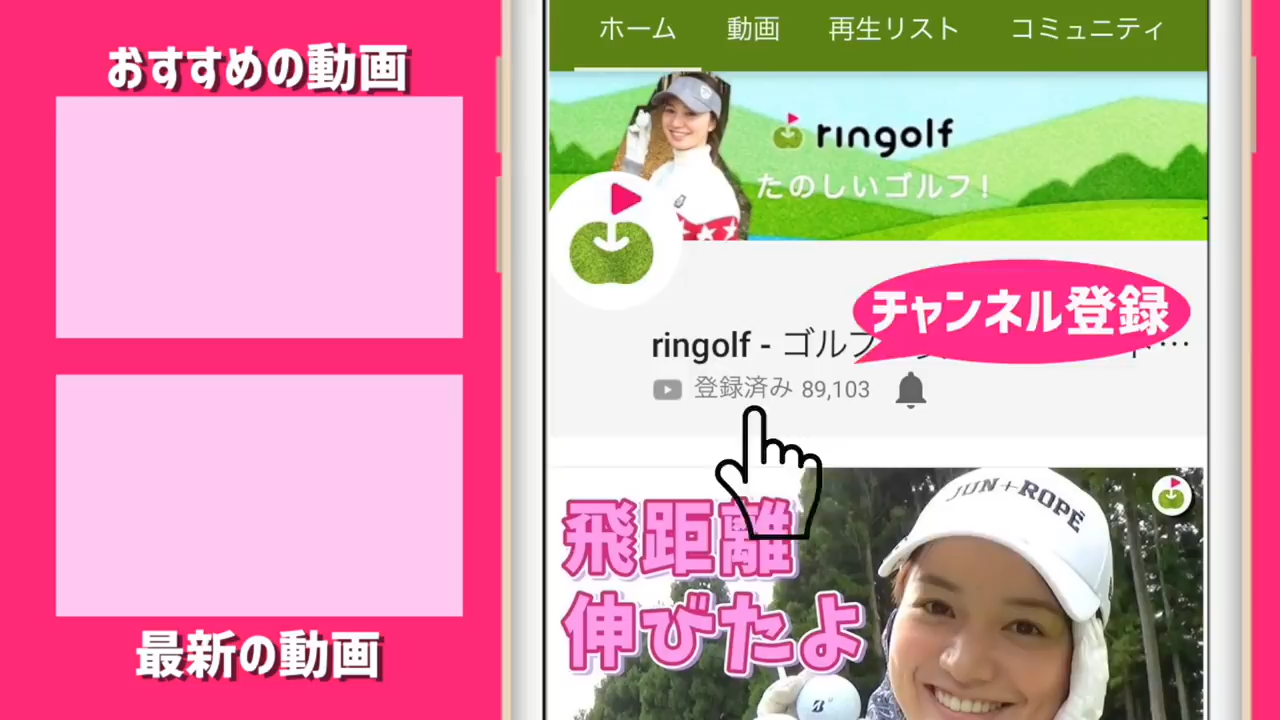 おすすめの動画
最新の動画
ホーム 動画 再生リスト コミュニティ
ringolf
たのしいゴルフ!
チャンネル登録
ringolf - ゴルフ
登録済み 89,103
JUN+ROPÉ
飛距離
伸びたよ
B